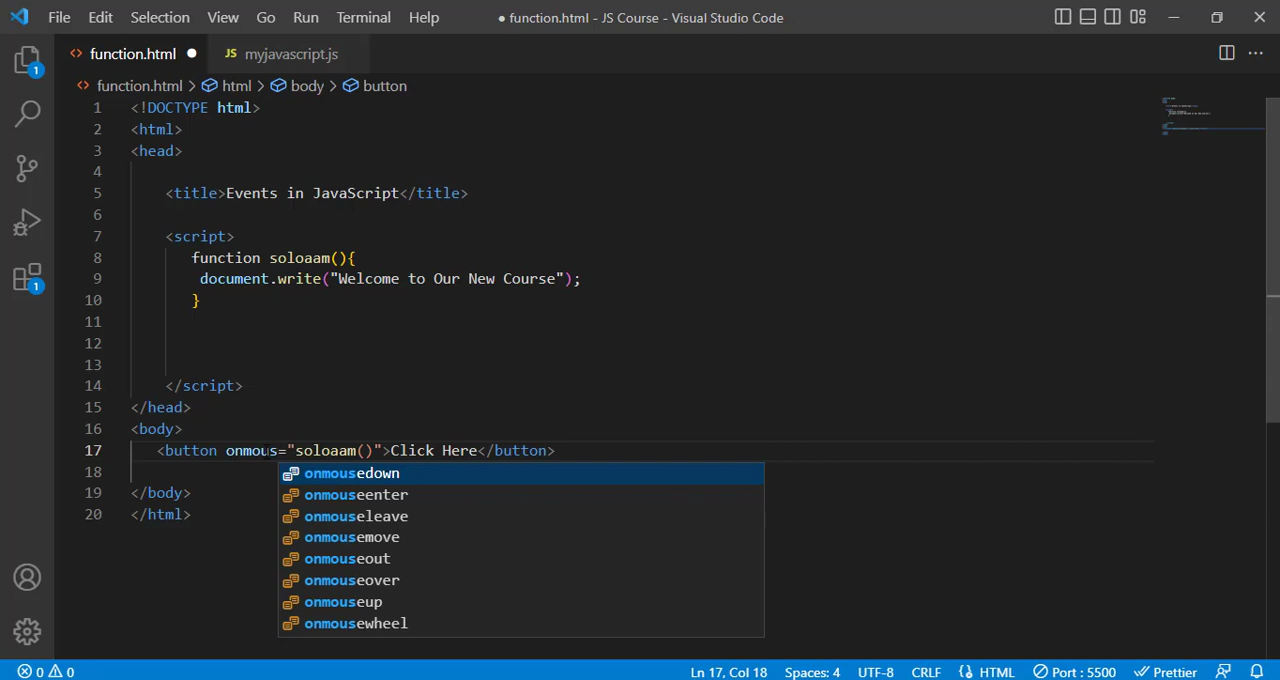 File Edit Selection View Go Run Terminal Help ● function.html - JS Course - Visual Studio Code
<> function.html ● JS myjavascript.js
1
<> function.html > html > body > button
1 <!DOCTYPE html>
2 <html>
3 <head>
4
5 <title>Events in JavaScript</title>
6
7 <script>
8 function soloaam(){
9 document.write("Welcome to Our New Course");
10 }
11
12
13
14 </script>
1
15 </head>
16 <body>
17 <button onmous="soloaam()">Click Here</button>
18 onmousedown
onmouseenter
19 </body>
onmouseleave
20 </html>
onmousemove
onmouseout
onmouseover
onmouseup
onmousewheel
0 0 Ln 17, Col 18 Spaces: 4 UTF-8 CRLF {} HTML Port : 5500 Prettier